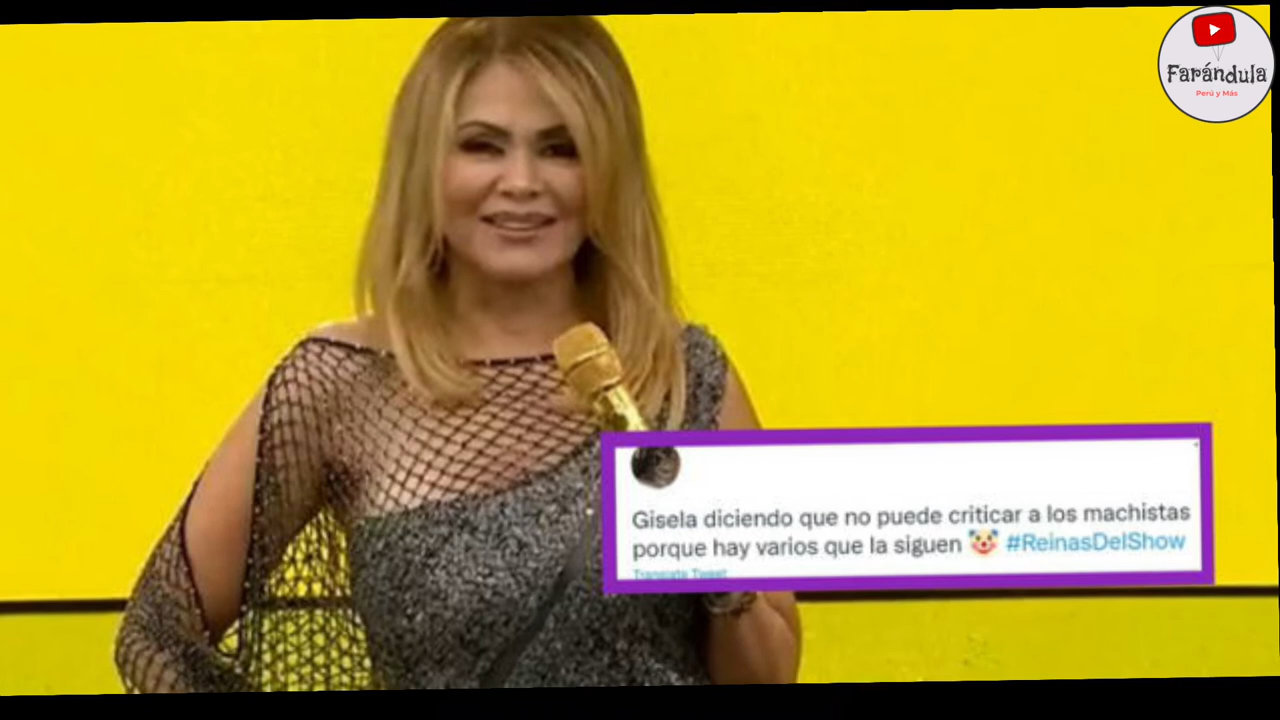 Farándula
Perú y Más
Gisela diciendo que no puede criticar a los machistas
porque hay varios que la siguen 🤡 #ReinasDelShow
Translate Tweet